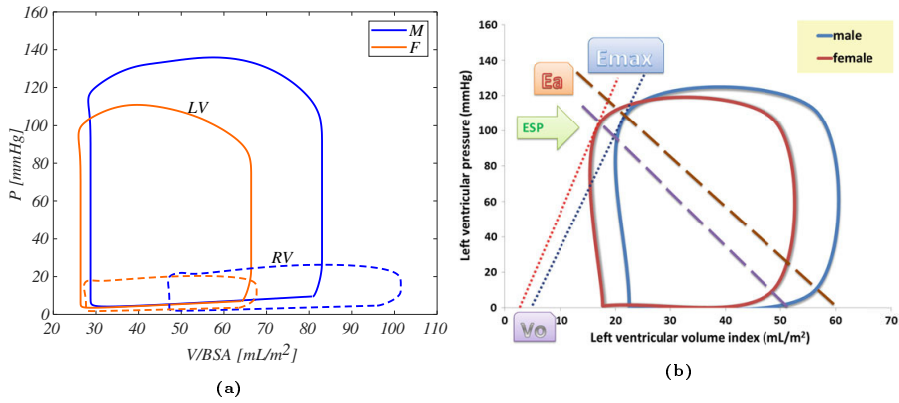 160
140
120
100
80
60
40
20
0
P [mmHg]
M
F
LV
RV
20 30 40 50 60 70 80 90 100 110
V/BSA [mL/m²]
(a)
160
140
120
100
80
60
40
20
0
Left ventricular pressure (mmHg)
male
female
Emax
Ea
ESP
Vo
0 10 20 30 40 50 60 70
Left ventricular volume index (mL/m²)
(b)